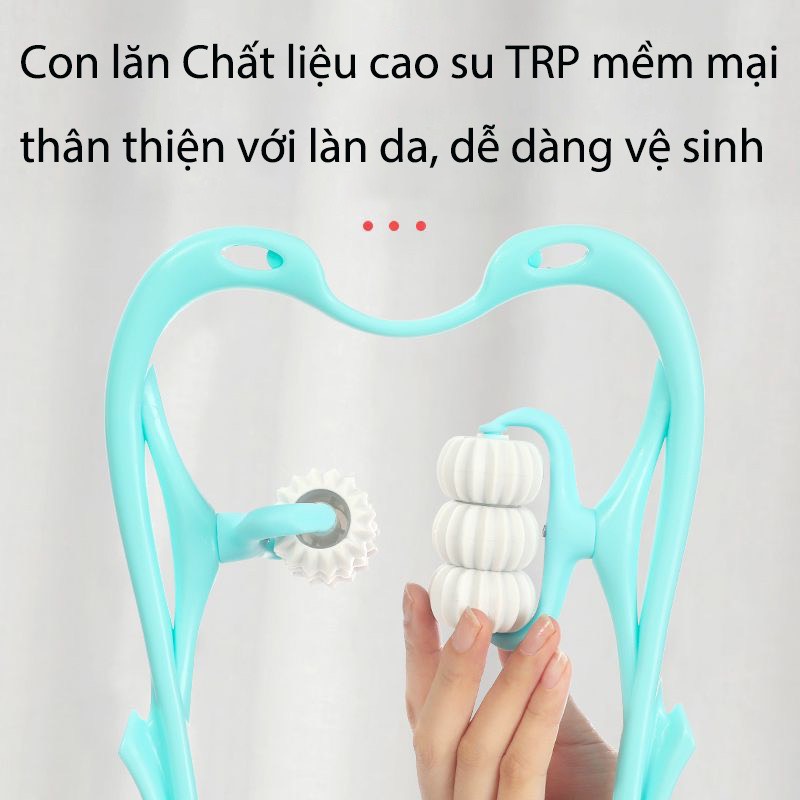 Con lăn Chất liệu cao su TRP mềm mại
thân thiện với làn da, dễ dàng vệ sinh